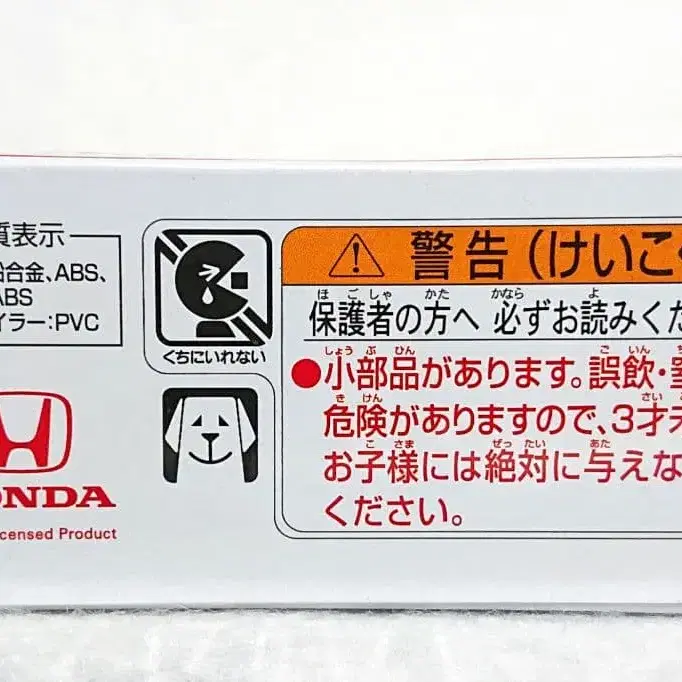 質表示
鉛合金、ABS、
ABS
イラー:PVC
くちにいれない
HONDA
censed Product
警告(けいこく
ほごしゃ かた かなら よ
保護者の方へ 必ずお読みくだ
しょうぶひん ご いん
●小部品があります。誤飲・窒
きけん さい
危険がありますので、3才未
こさま ぜったい あた
お子様には絶対に与えな
ください。